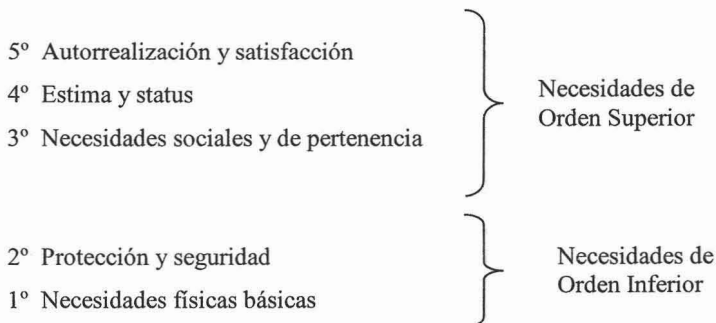 5º Autorrealización y satisfacción
4º Estima y status
3º Necesidades sociales y de pertenencia
Necesidades de
Orden Superior
2º Protección y seguridad
1º Necesidades físicas básicas
Necesidades de
Orden Inferior